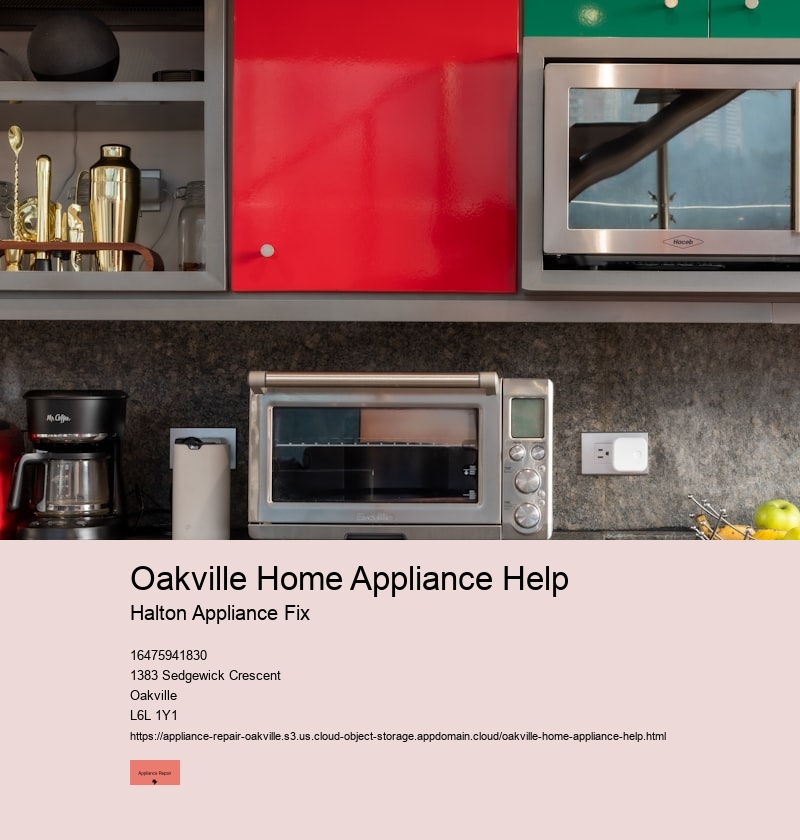 Haceb
Mr. Coffee
Oakville Home Appliance Help
Halton Appliance Fix
16475941830
1383 Sedgewick Crescent
Oakville
L6L 1Y1
https://appliance-repair-oakville.s3.us.cloud-object-storage.appdomain.cloud/oakville-home-appliance-help.html
Appliance Repair